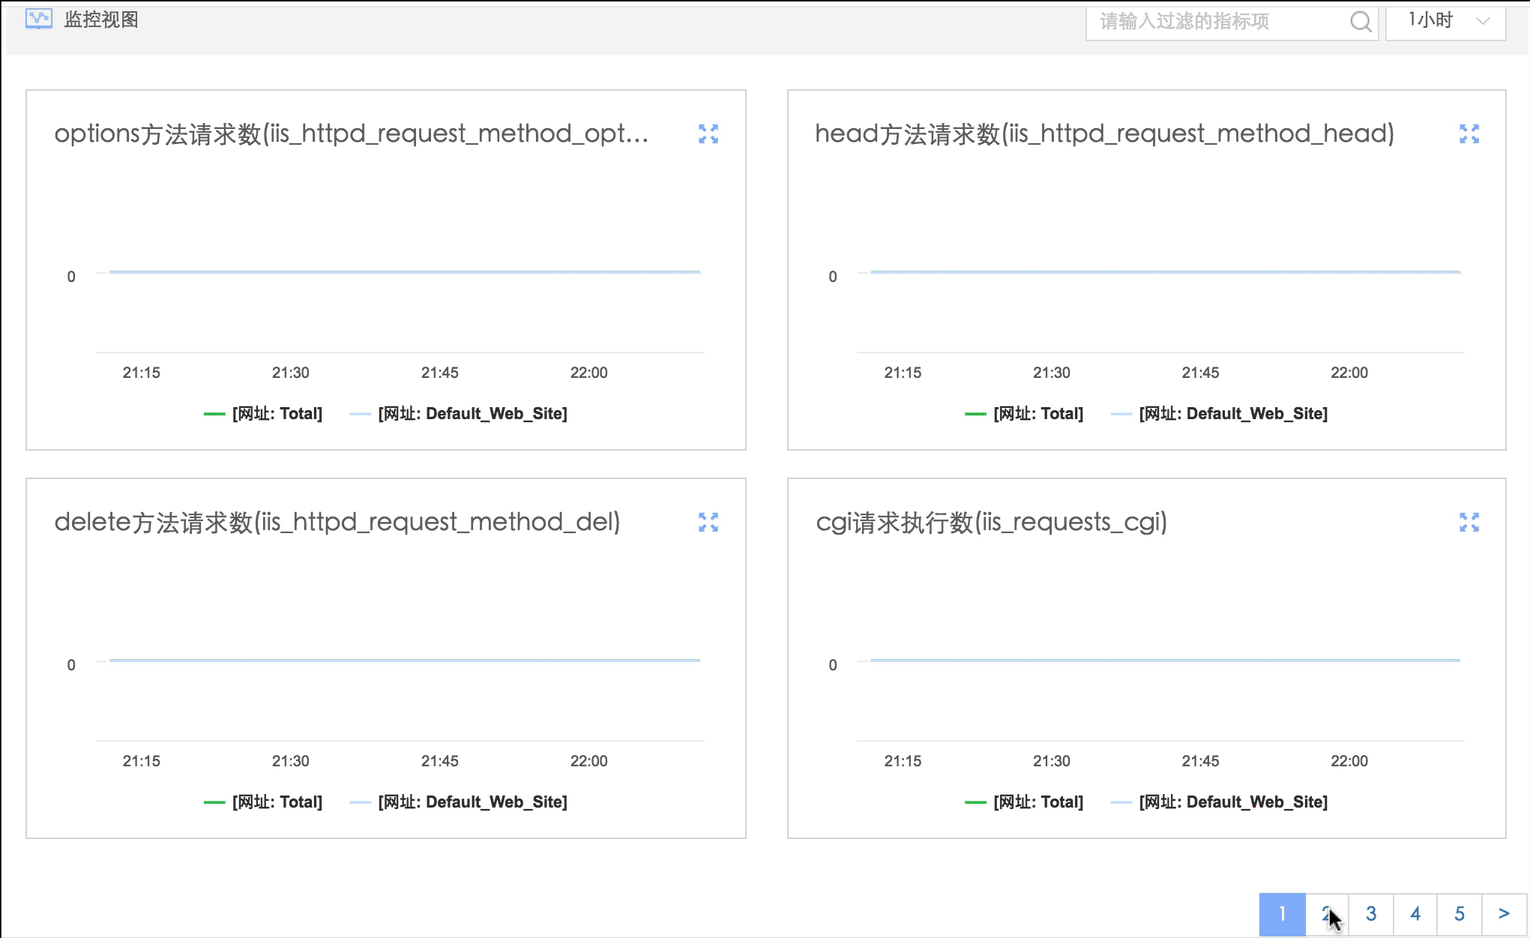 监控视图
请输入过滤的指标项
1小时
options方法请求数(iis_httpd_request_method_opt...
0
21:15 21:30 21:45 22:00
[网址: Total] [网址: Default_Web_Site]
head方法请求数(iis_httpd_request_method_head)
0
21:15 21:30 21:45 22:00
[网址: Total] [网址: Default_Web_Site]
delete方法请求数(iis_httpd_request_method_del)
0
21:15 21:30 21:45 22:00
[网址: Total] [网址: Default_Web_Site]
cgi请求执行数(iis_requests_cgi)
0
21:15 21:30 21:45 22:00
[网址: Total] [网址: Default_Web_Site]
1 2 3 4 5 >